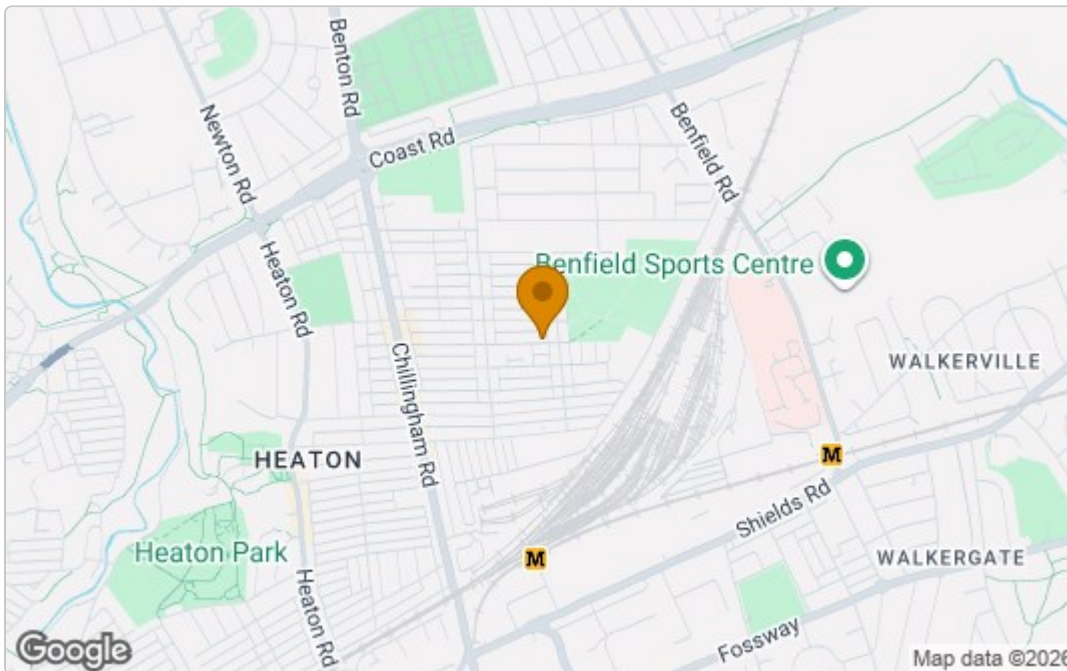 Benton Rd
Newton Rd
Coast Rd
Benfield Rd
Heaton Rd
Benfield Sports Centre
Chillingham Rd
WALKERVILLE
HEATON
M
Shields Rd
Heaton Park
M
WALKERGATE
Heaton Rd
Fossway
Google
Map data ©2026